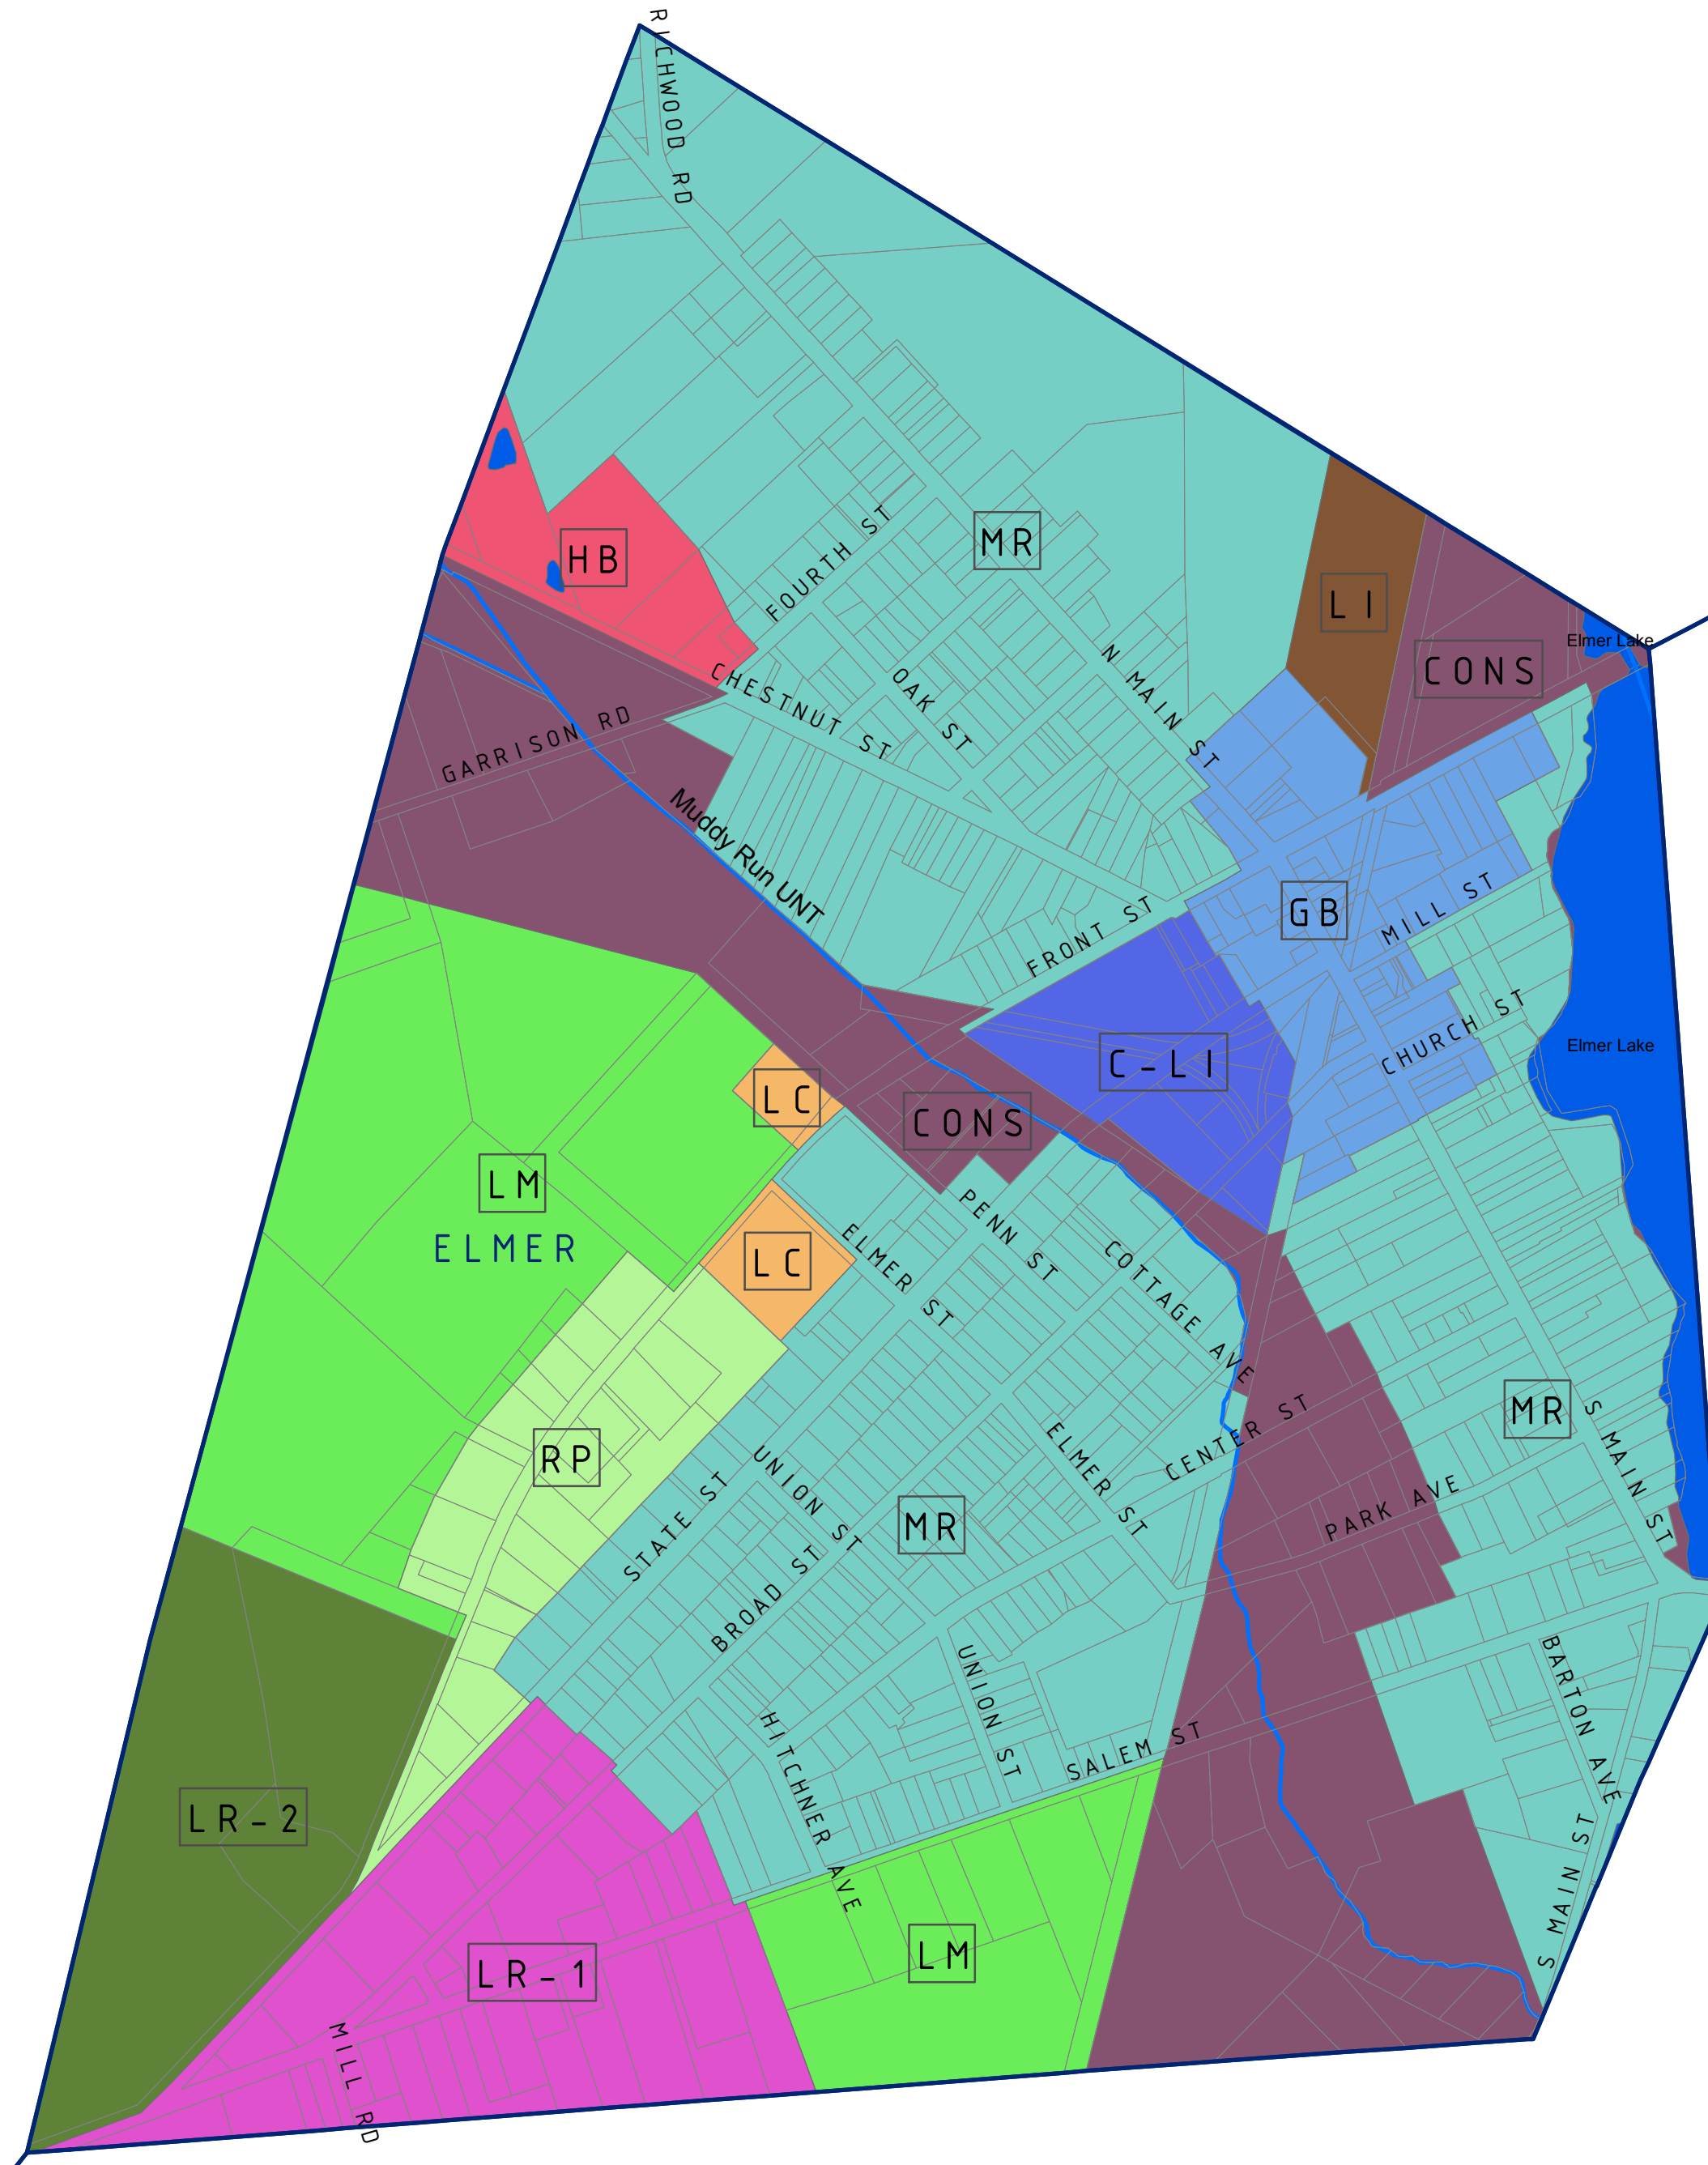 RICHWOOD RD
HB
FOURTH ST
MR
LI
CONS
Elmer Lake
N MAIN ST
OAK ST
CHESTNUT ST
GARRISON RD
Muddy Run UNT
GB
MILL ST
FRONT ST
CHURCH ST
C-LI
Elmer Lake
LC
CONS
LM
ELMER
LC
ELMER ST
PENN ST
COTTAGE AVE
MR
S MAIN ST
RP
STATE ST
UNION ST
MR
BROAD ST
ELMER ST
CENTER ST
PARK AVE
UNION ST
HITCHNER AVE
SALEM ST
BARTON AVE
S MAIN ST
LR-2
LR-1
LM
MILL RD